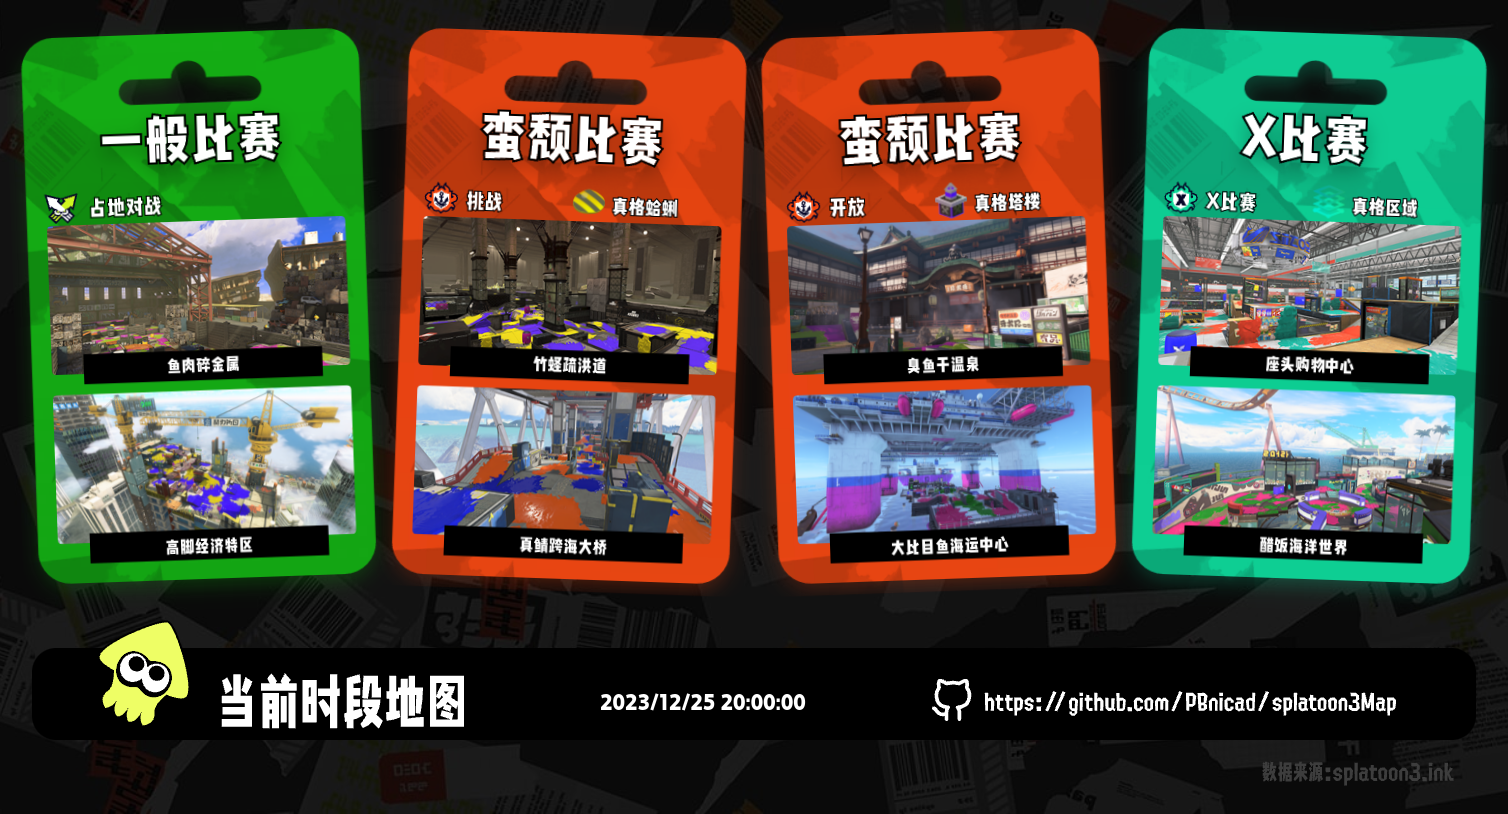 一般比赛
占地对战
鱼肉碎金属
高脚经济特区
蛮颓比赛
挑战
真格蛤蜊
竹蛏疏洪道
真鲭跨海大桥
蛮颓比赛
开放
真格塔楼
臭鱼干温泉
大比目鱼海运中心
X比赛
X比赛
真格区域
座头购物中心
醋饭海洋世界
当前时段地图
2023/12/25 20:00:00
https://github.com/PBnicad/splatoon3Map
数据来源:splatoon3.ink